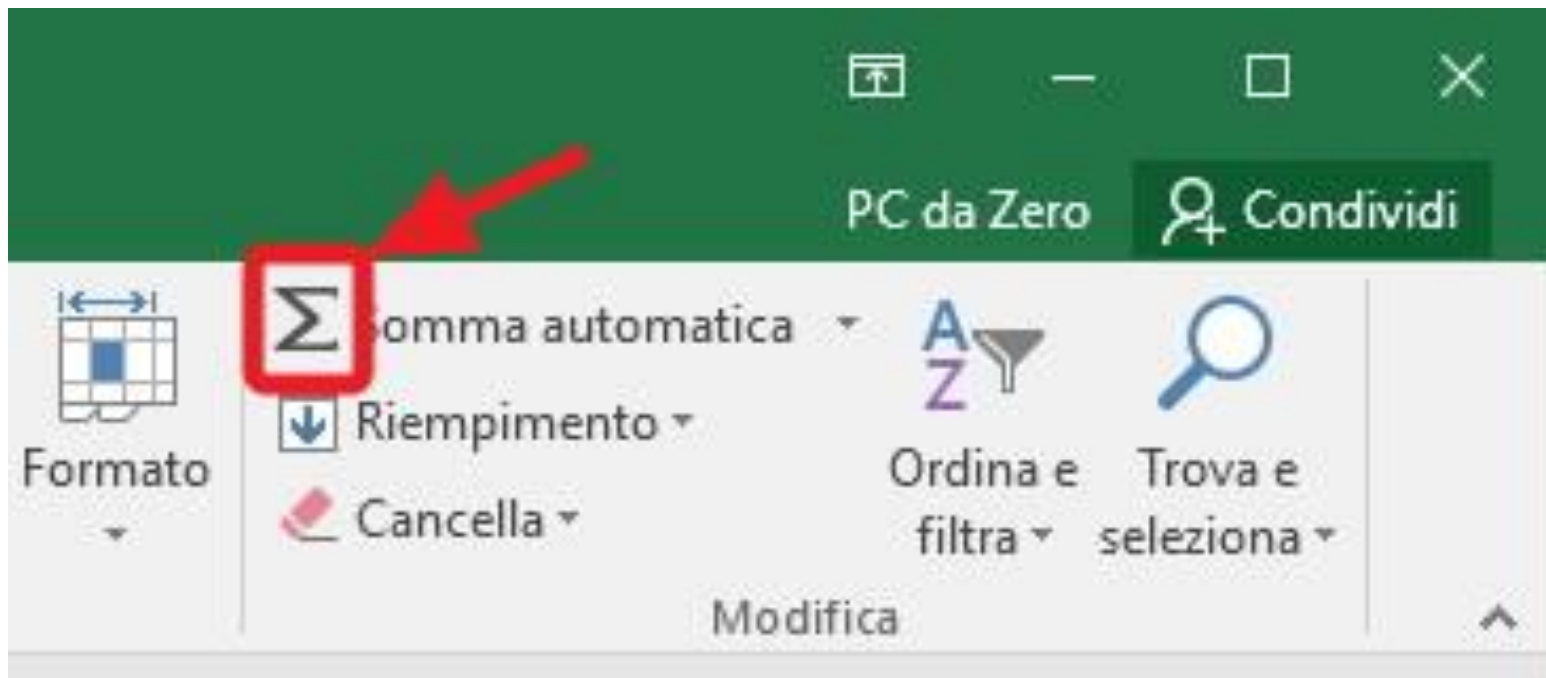 PC da Zero
Condividi
Σ Somma automatica
Riempimento
Cancella
Formato
A
Z
Ordina e
filtra
Trova e
seleziona
Modifica